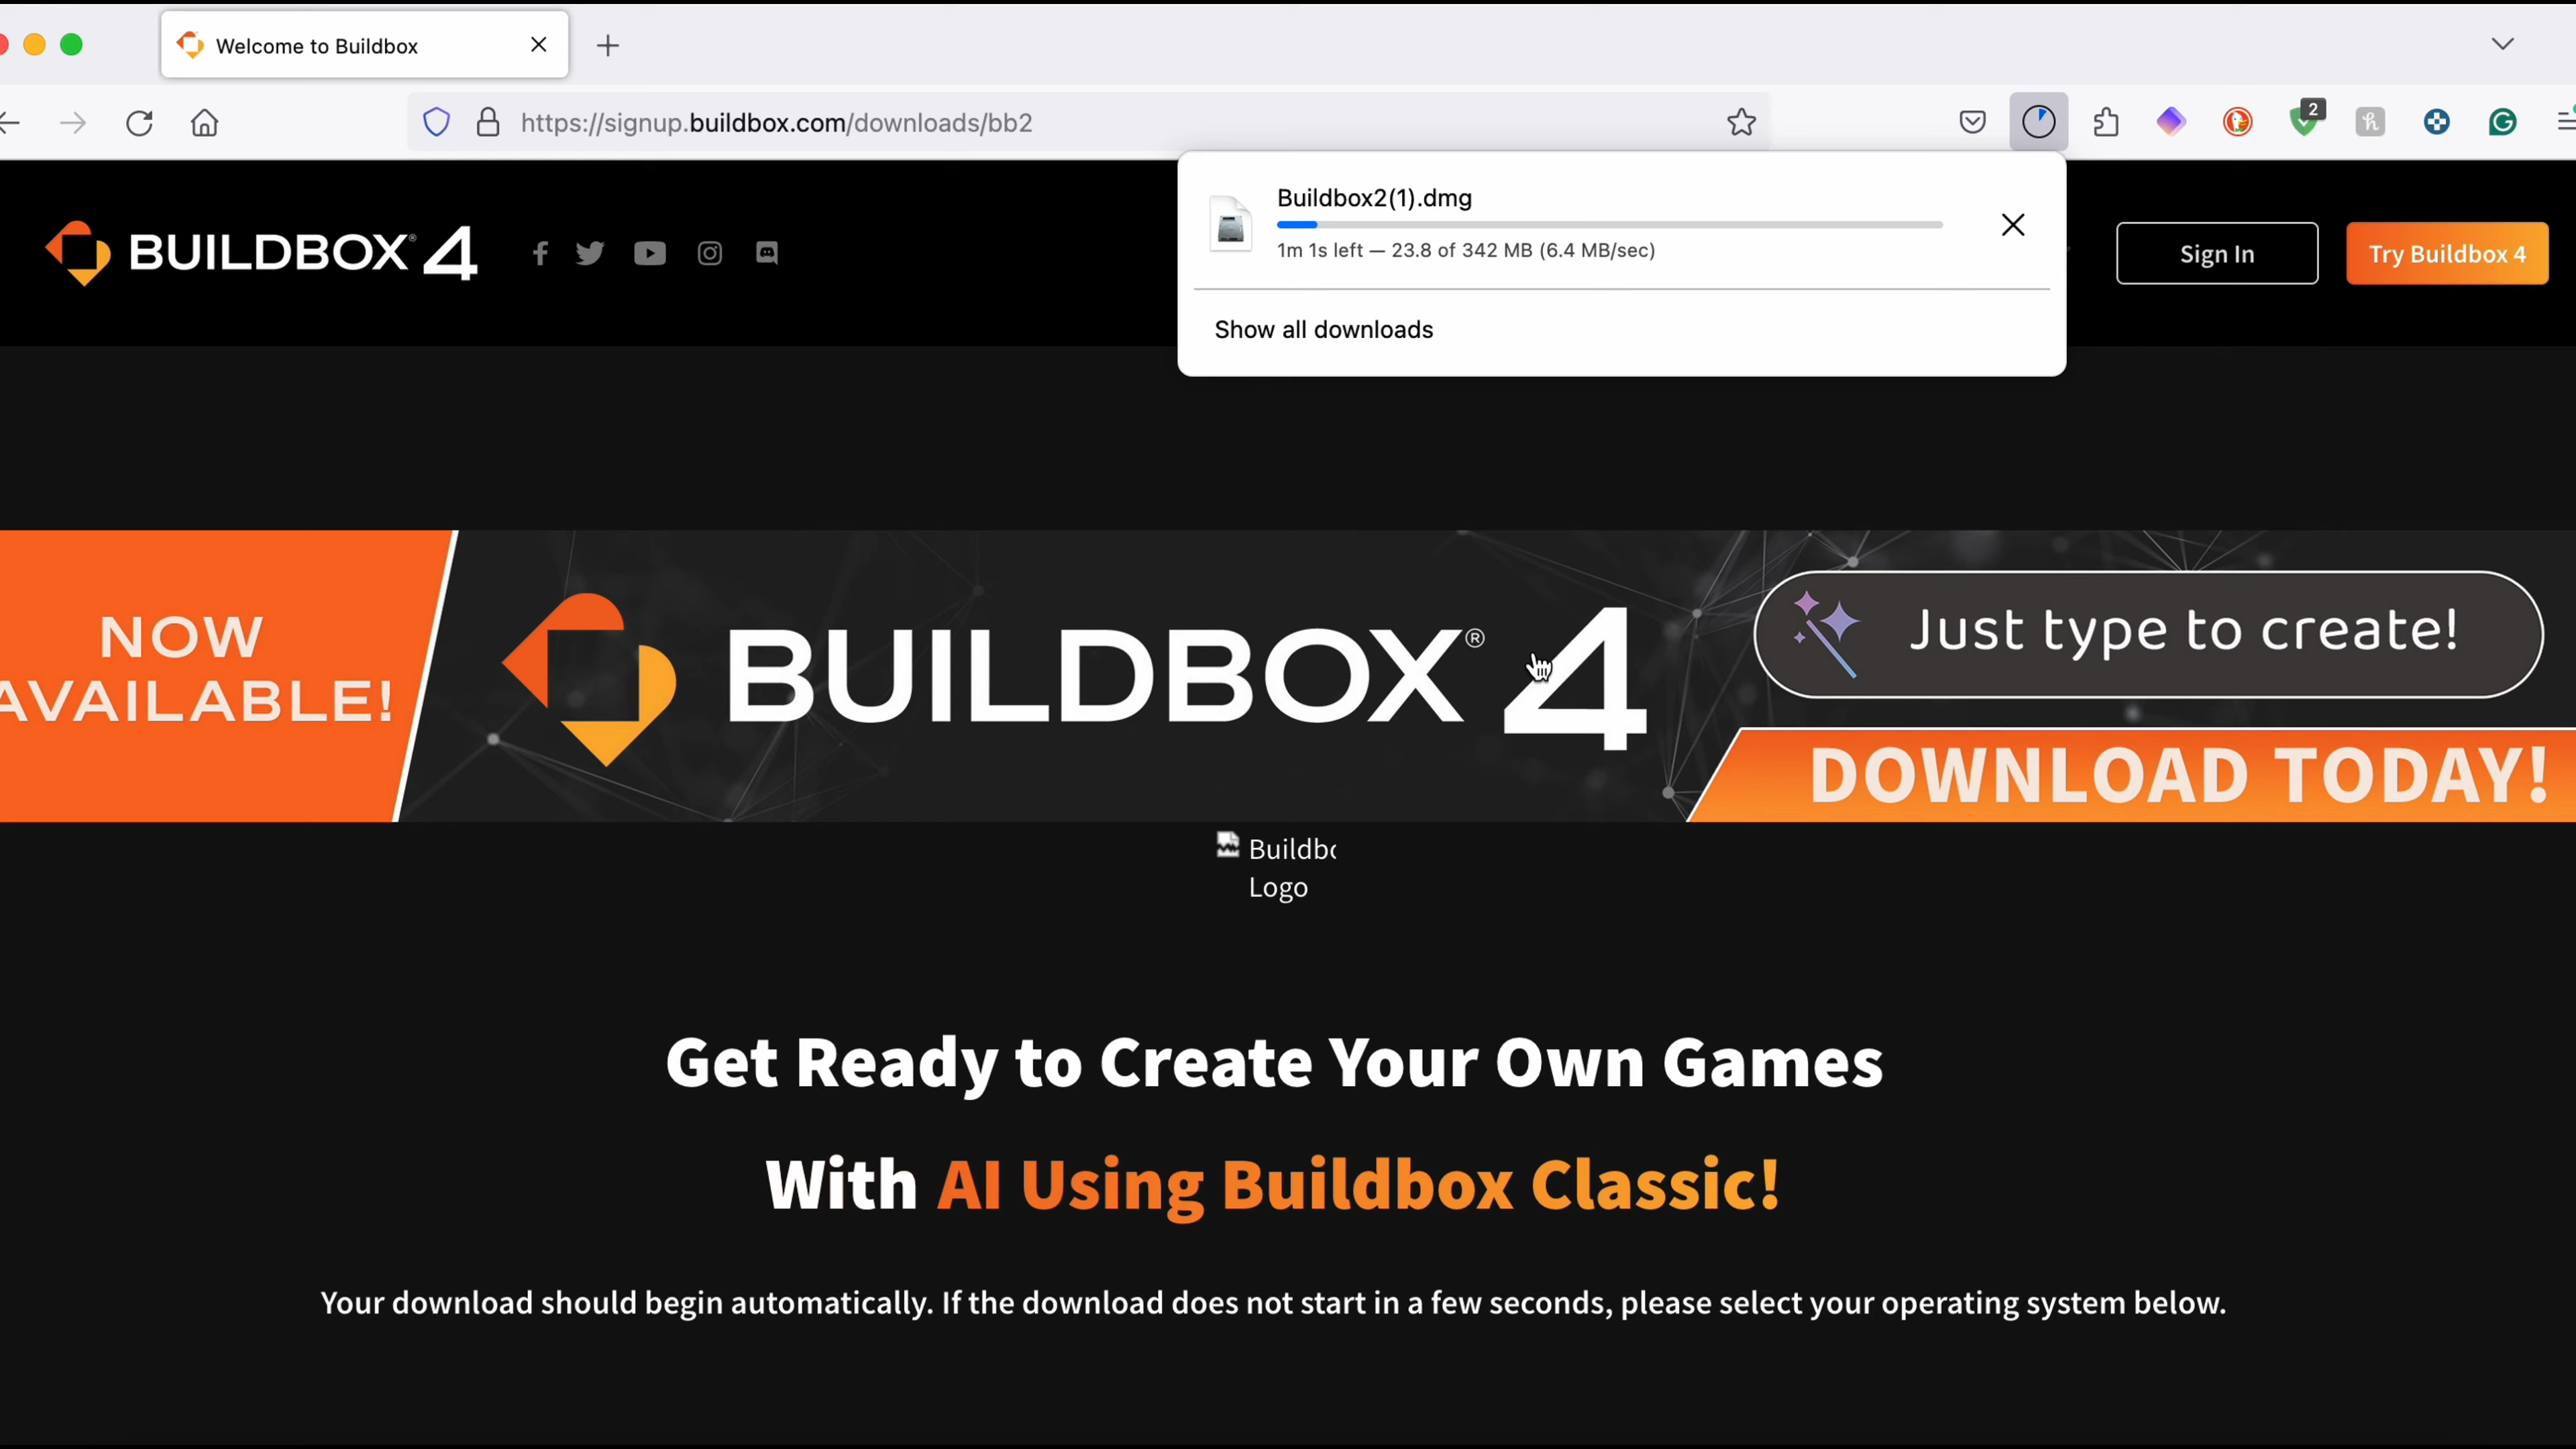 Welcome to Buildbox
https://signup.buildbox.com/downloads/bb2
2
Buildbox2(1).dmg
1m 1s left — 23.8 of 342 MB (6.4 MB/sec)
Show all downloads
BUILDBOX® 4
Sign In
Try Buildbox 4
NOW
AVAILABLE!
BUILDBOX® 4
Just type to create!
DOWNLOAD TODAY!
Buildbo
Logo
Get Ready to Create Your Own Games
With AI Using Buildbox Classic!
Your download should begin automatically. If the download does not start in a few seconds, please select your operating system below.